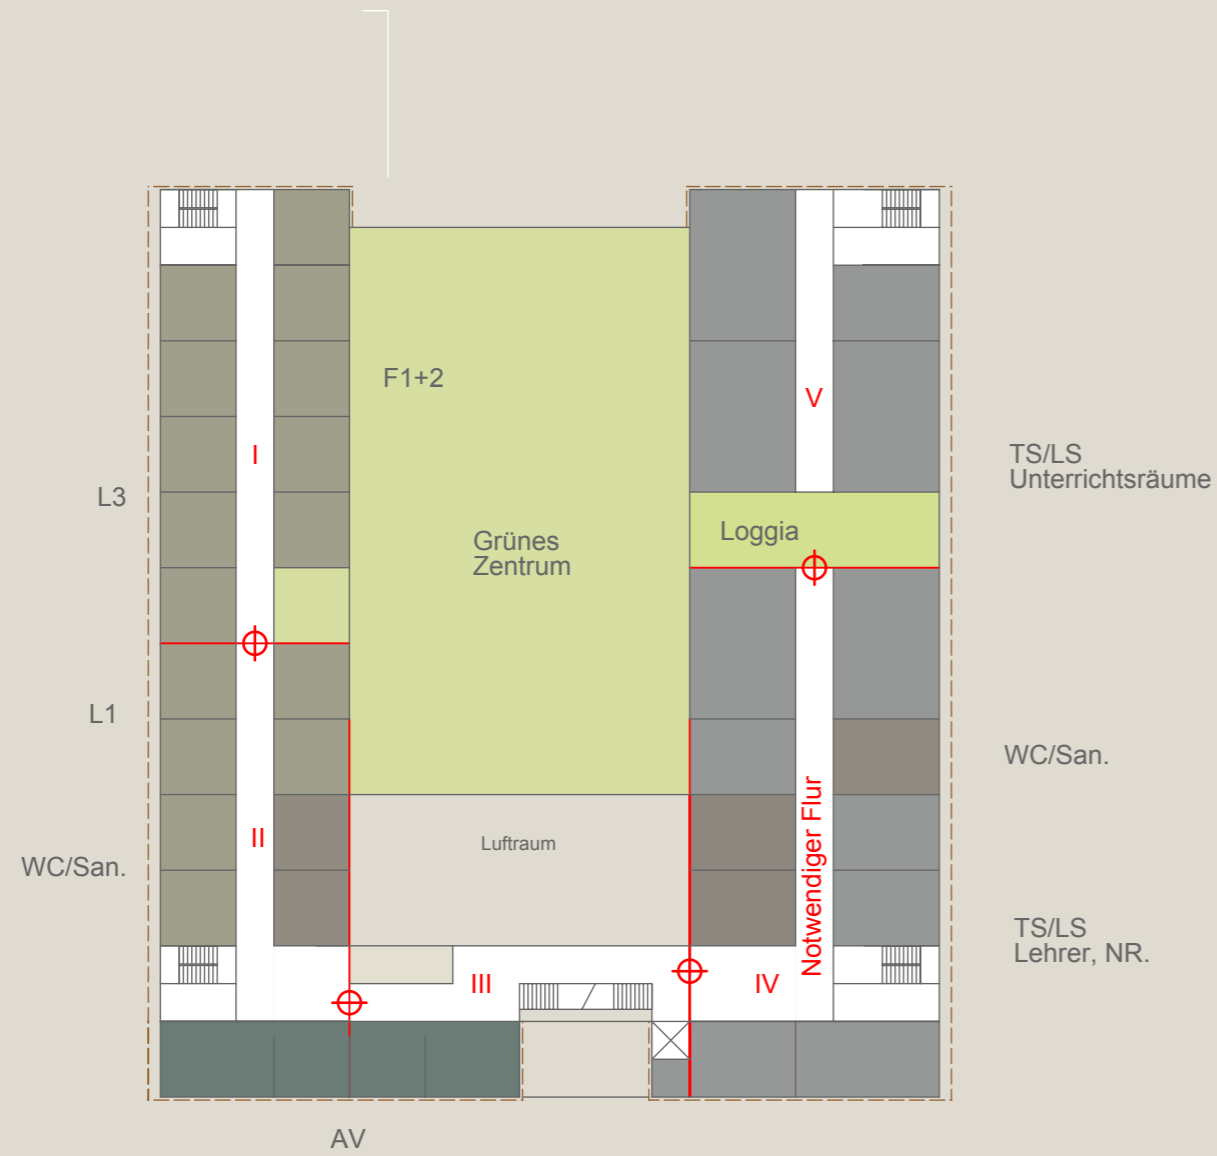 F1+2
V
I
TS/LS
Unterrichtsräume
L3
Loggia
Grünes
Zentrum
L1
WC/San.
Notwendiger Flur
II
Luftraum
WC/San.
TS/LS
Lehrer, NR.
III
IV
AV